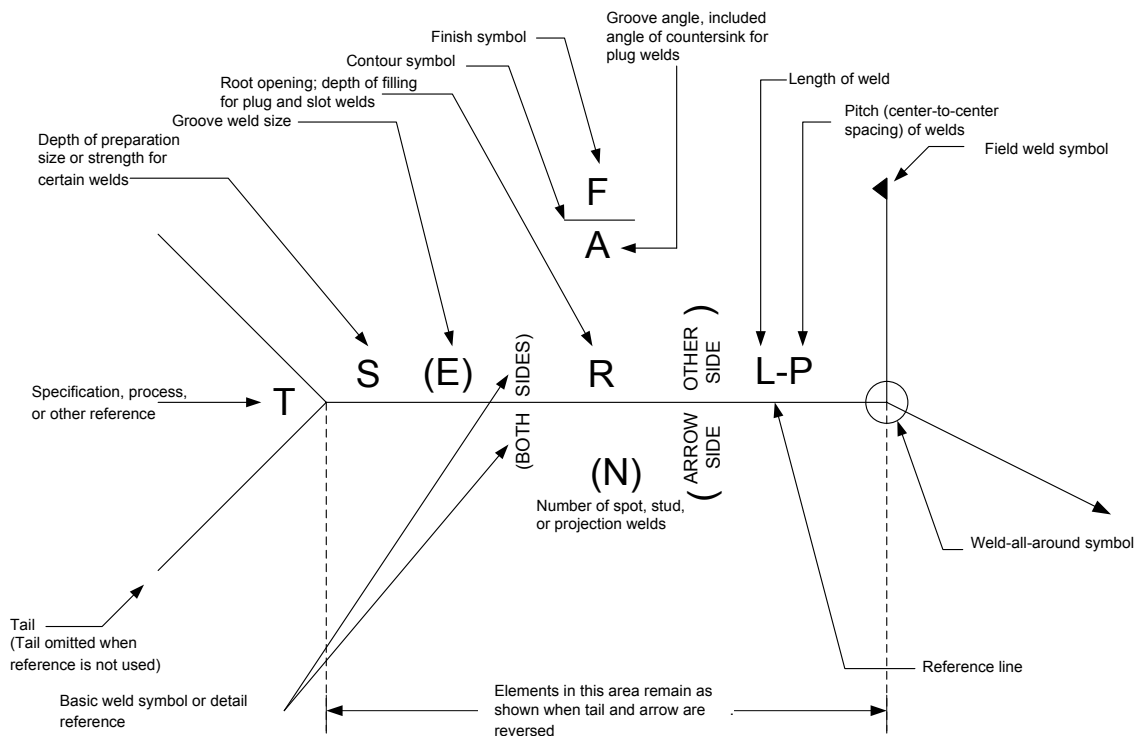 Groove angle, included
angle of countersink for
plug welds
Finish symbol
Contour symbol
Root opening; depth of filling
for plug and slot welds
Groove weld size
Depth of preparation
size or strength for
certain welds
Length of weld
Pitch (center-to-center
spacing) of welds
Field weld symbol
F
A
S
(E)
R
L-P
(BOTH SIDES)
OTHER
SIDE
ARROW
SIDE
( )
Specification, process,
or other reference
T
(N)
Number of spot, stud,
or projection welds
Weld-all-around symbol
Tail
(Tail omitted when
reference is not used)
Reference line
Basic weld symbol or detail
reference
Elements in this area remain as
shown when tail and arrow are
reversed